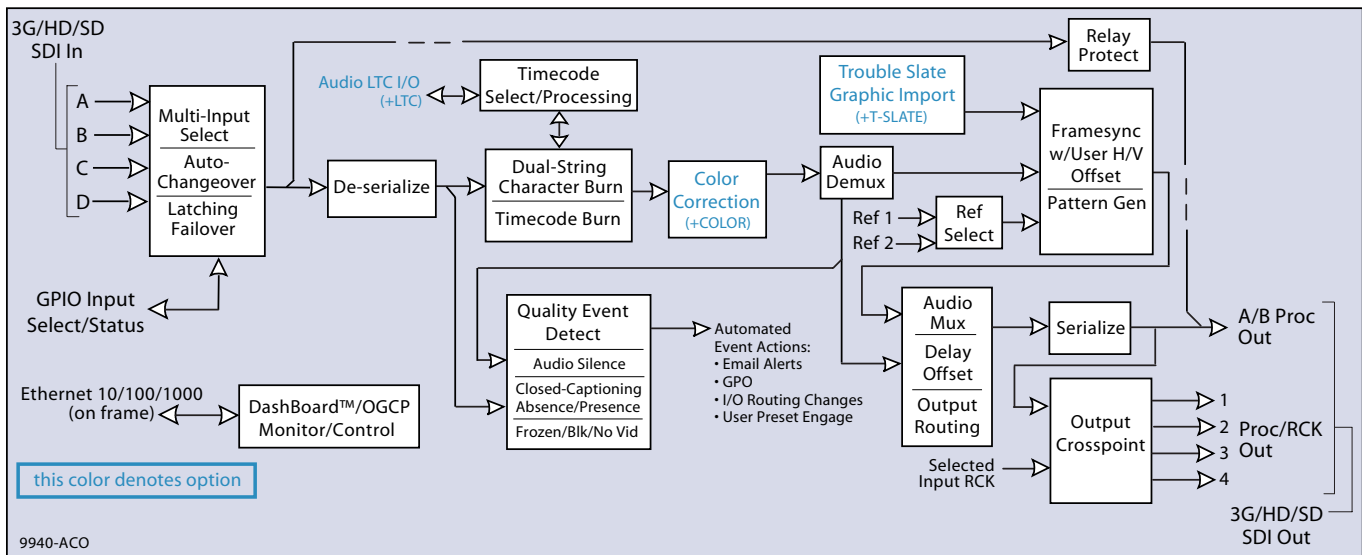 3G/HD/SD
SDI In
A
B
C
D
Multi-Input
Select
Auto-
Changeover
Latching
Failover
GPIO Input
Select/Status
De-serialize
Audio LTC I/O
(+LTC)
Timecode
Select/Processing
Dual-String
Character Burn
Timecode Burn
Color
Correction
(+COLOR)
Trouble Slate
Graphic Import
(+T-SLATE)
Audio
Demux
Ref 1
Ref 2
Ref
Select
Relay
Protect
Framesync
w/User H/V
Offset
Pattern Gen
Quality Event
Detect
Audio Silence
Closed-Captioning
Absence/Presence
Frozen/Blk/No Vid
Automated
Event Actions:
• Email Alerts
• GPO
• I/O Routing Changes
• User Preset Engage
Audio
Mux
Delay
Offset
Output
Routing
Serialize
A/B Proc
Out
Selected
Input RCK
Output
Crosspoint
1
2
3
4
Proc/RCK
Out
3G/HD/SD
SDI Out
Ethernet 10/100/1000
(on frame)
DashBoard™/OGCP
Monitor/Control
this color denotes option
9940-ACO